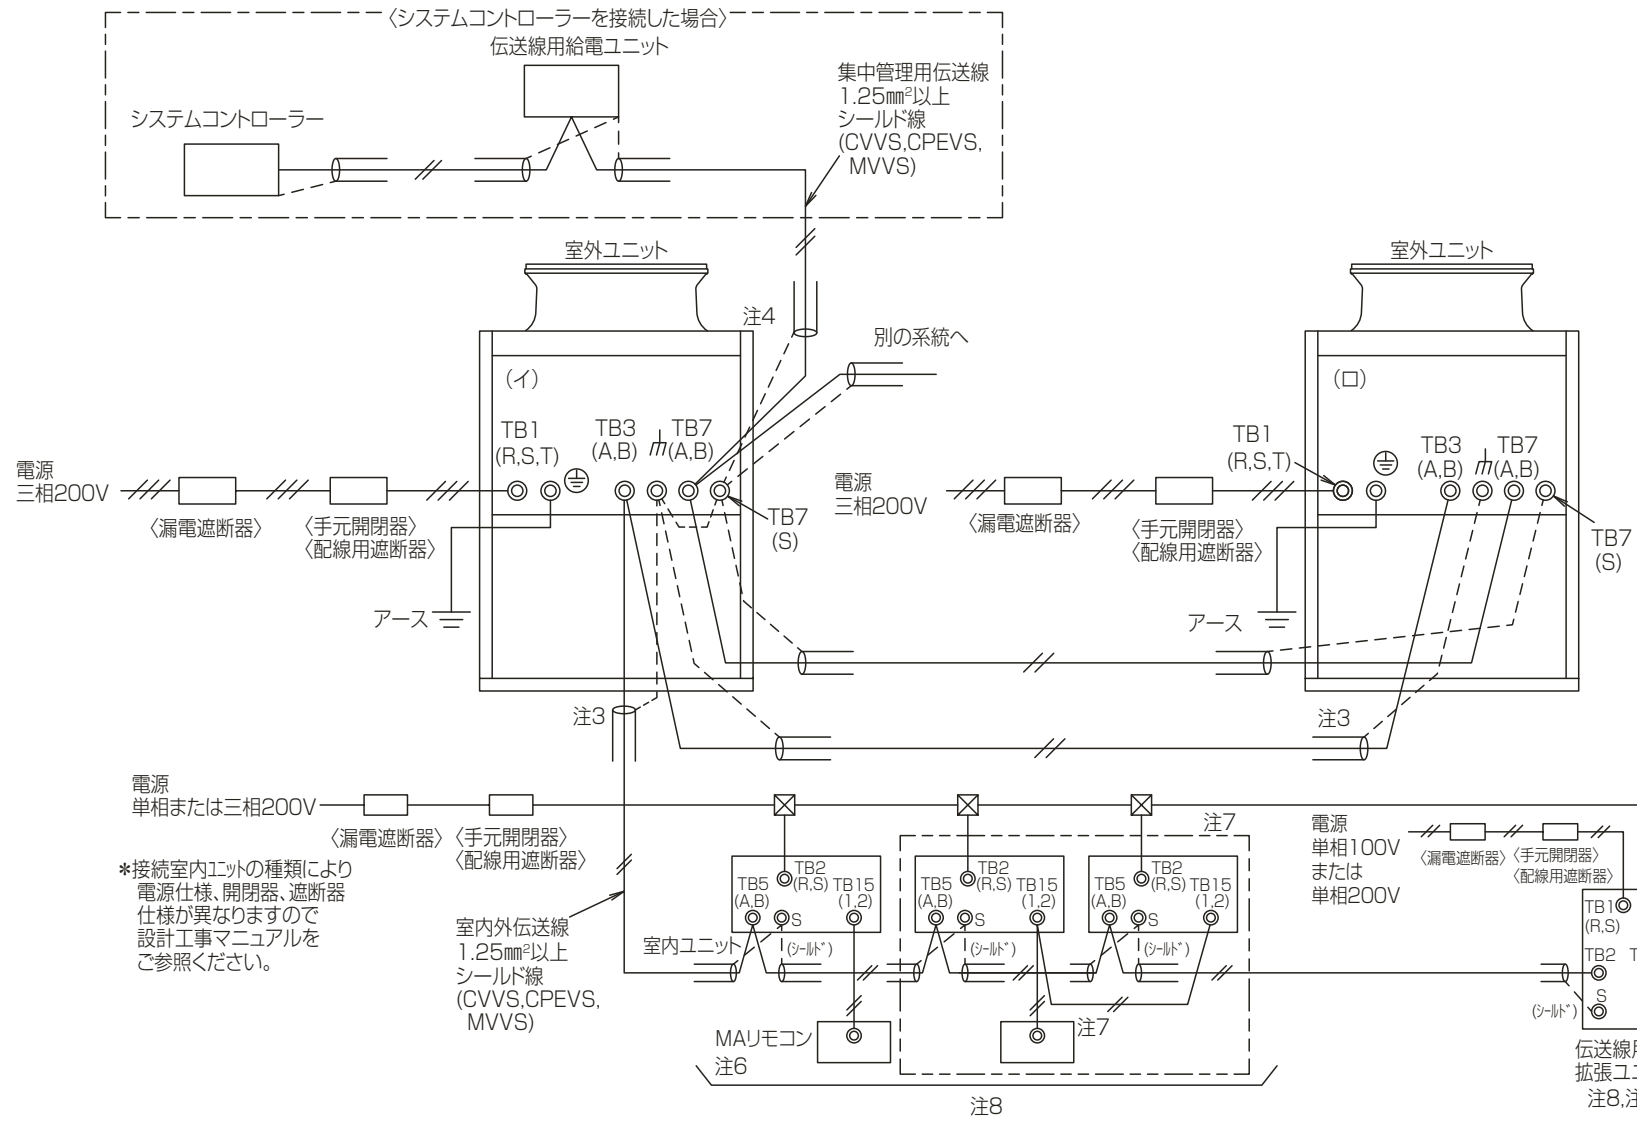 〈システムコントローラーを接続した場合〉
伝送線用給電ユニット
システムコントローラー
集中管理用伝送線
1.25㎜²以上
シールド線
(CVVS,CPEVS,
MVVS)
室外ユニット
室外ユニット
注4
別の系統へ
(イ)
TB1
(R,S,T)
TB3
(A,B)
TB7
(A,B)
TB7
(S)
電源
三相200V
〈漏電遮断器〉
〈手元開閉器〉
〈配線用遮断器〉
アース
(ロ)
TB1
(R,S,T)
TB3
(A,B)
TB7
(A,B)
TB7
(S)
電源
三相200V
〈漏電遮断器〉
〈手元開閉器〉
〈配線用遮断器〉
アース
注3
注3
電源
単相または三相200V
〈漏電遮断器〉
〈手元開閉器〉
〈配線用遮断器〉
*接続室内ユニットの種類により
電源仕様、開閉器、遮断器
仕様が異なりますので
設計工事マニュアルを
ご参照ください。
室内外伝送線
1.25㎜²以上
シールド線
(CVVS,CPEVS,
MVVS)
室内ユニット
TB5
(A,B)
TB2
(R,S)
TB15
(1,2)
S
(シールド)
MAリモコン
注6
注7
TB5
(A,B)
TB2
(R,S)
TB15
(1,2)
S
(シールド)
TB5
(A,B)
TB2
(R,S)
TB15
(1,2)
S
(シールド)
注7
注8
電源
単相100V
または
単相200V
〈漏電遮断器〉
〈手元開閉器〉
〈配線用遮断器〉
TB1
(R,S)
TB2
T
S
(シールド)
伝送線
拡張ユ
注8,注